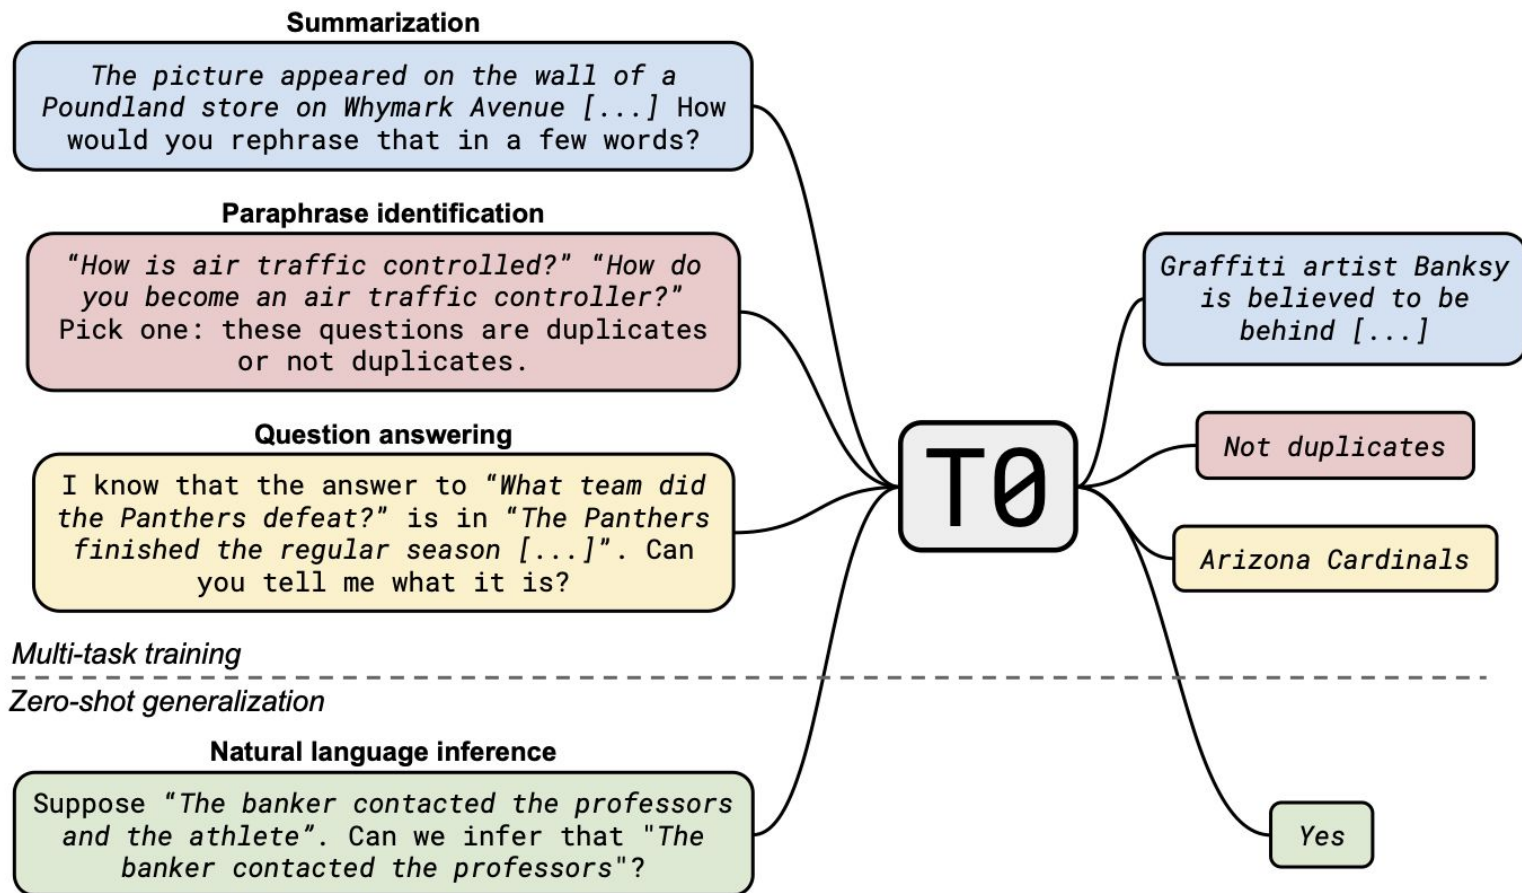 Summarization
The picture appeared on the wall of a
Poundland store on Whymark Avenue [...] How
would you rephrase that in a few words?
Paraphrase identification
“How is air traffic controlled?” “How do
you become an air traffic controller?”
Pick one: these questions are duplicates
or not duplicates.
Question answering
I know that the answer to “What team did
the Panthers defeat?” is in “The Panthers
finished the regular season [...]”. Can
you tell me what it is?
Multi-task training
Zero-shot generalization
Natural language inference
Suppose “The banker contacted the professors
and the athlete”. Can we infer that "The
banker contacted the professors"?
T0
Graffiti artist Banksy
is believed to be
behind [...]
Not duplicates
Arizona Cardinals
Yes